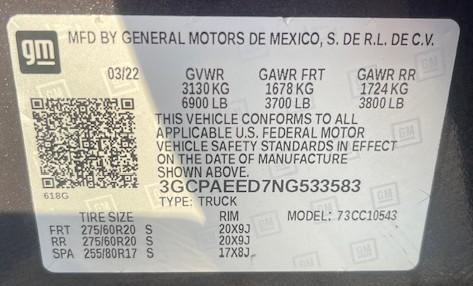 gm MFD BY GENERAL MOTORS DE MEXICO, S. DE R.L. DE C.V.
03/22 GVWR GAWR FRT GAWR RR
3130 KG 1678 KG 1724 KG
6900 LB 3700 LB 3800 LB
THIS VEHICLE CONFORMS TO ALL
APPLICABLE U.S. FEDERAL MOTOR
VEHICLE SAFETY STANDARDS IN EFFECT
ON THE DATE OF MANUFACTURE
SHOWN ABOVE.
3GCPAEED7NG533583
618G TYPE: TRUCK
TIRE SIZE RIM MODEL: 73CC10543
FRT 275/60R20 S 20X9J
RR 275/60R20 S 20X9J
SPA 255/80R17 S 17X8J